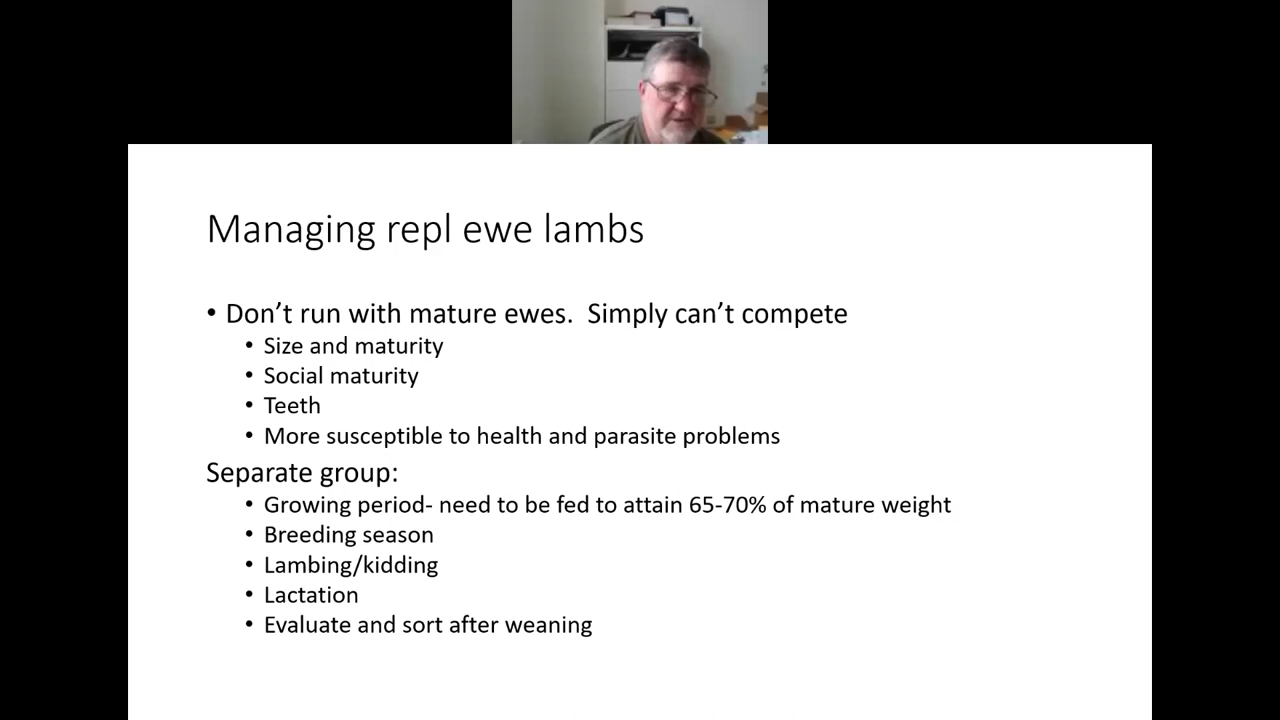 Managing repl ewe lambs
• Don’t run with mature ewes.  Simply can’t compete
• Size and maturity
• Social maturity
• Teeth
• More susceptible to health and parasite problems
Separate group:
• Growing period- need to be fed to attain 65-70% of mature weight
• Breeding season
• Lambing/kidding
• Lactation
• Evaluate and sort after weaning